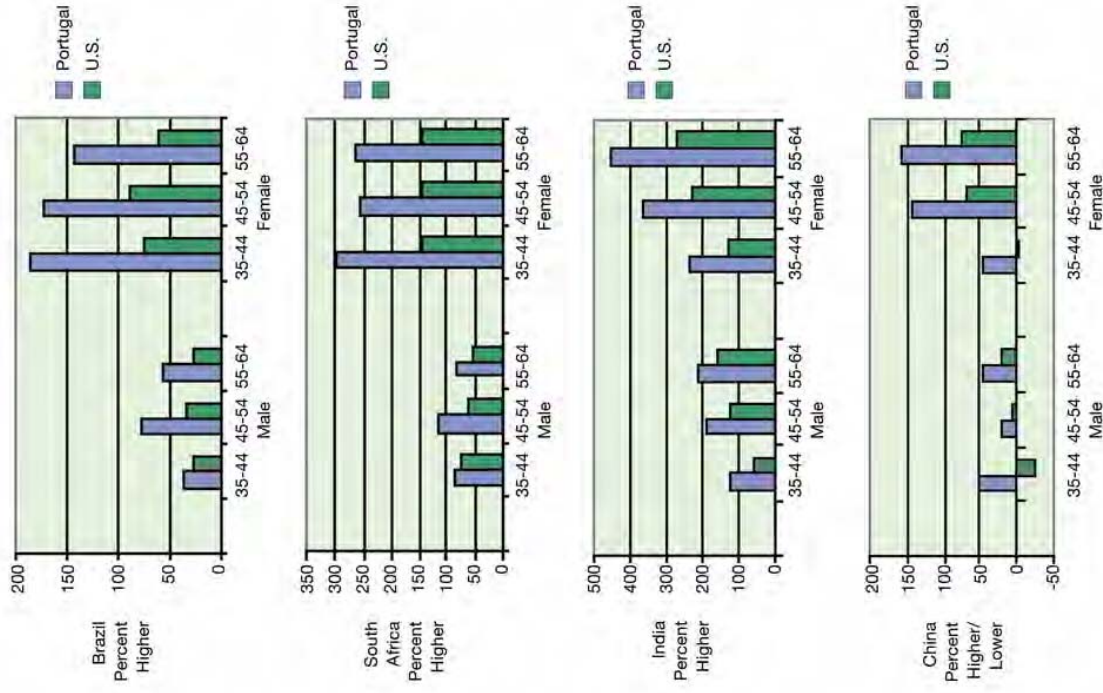 Brazil
Percent
Higher
200
150
100
50
0
35-44 45-54 55-64 35-44 45-54 55-64
Male Female
Portugal
U.S.
South
Africa
Percent
Higher
350
300
250
200
150
100
50
0
35-44 45-54 55-64 35-44 45-54 55-64
Male Female
Portugal
U.S.
India
Percent
Higher
500
400
300
200
100
0
35-44 45-54 55-64 35-44 45-54 55-64
Male Female
Portugal
U.S.
China
Percent
Higher/
Lower
200
150
100
50
0
-50
35-44 45-54 55-64 35-44 45-54 55-64
Male Female
Portugal
U.S.